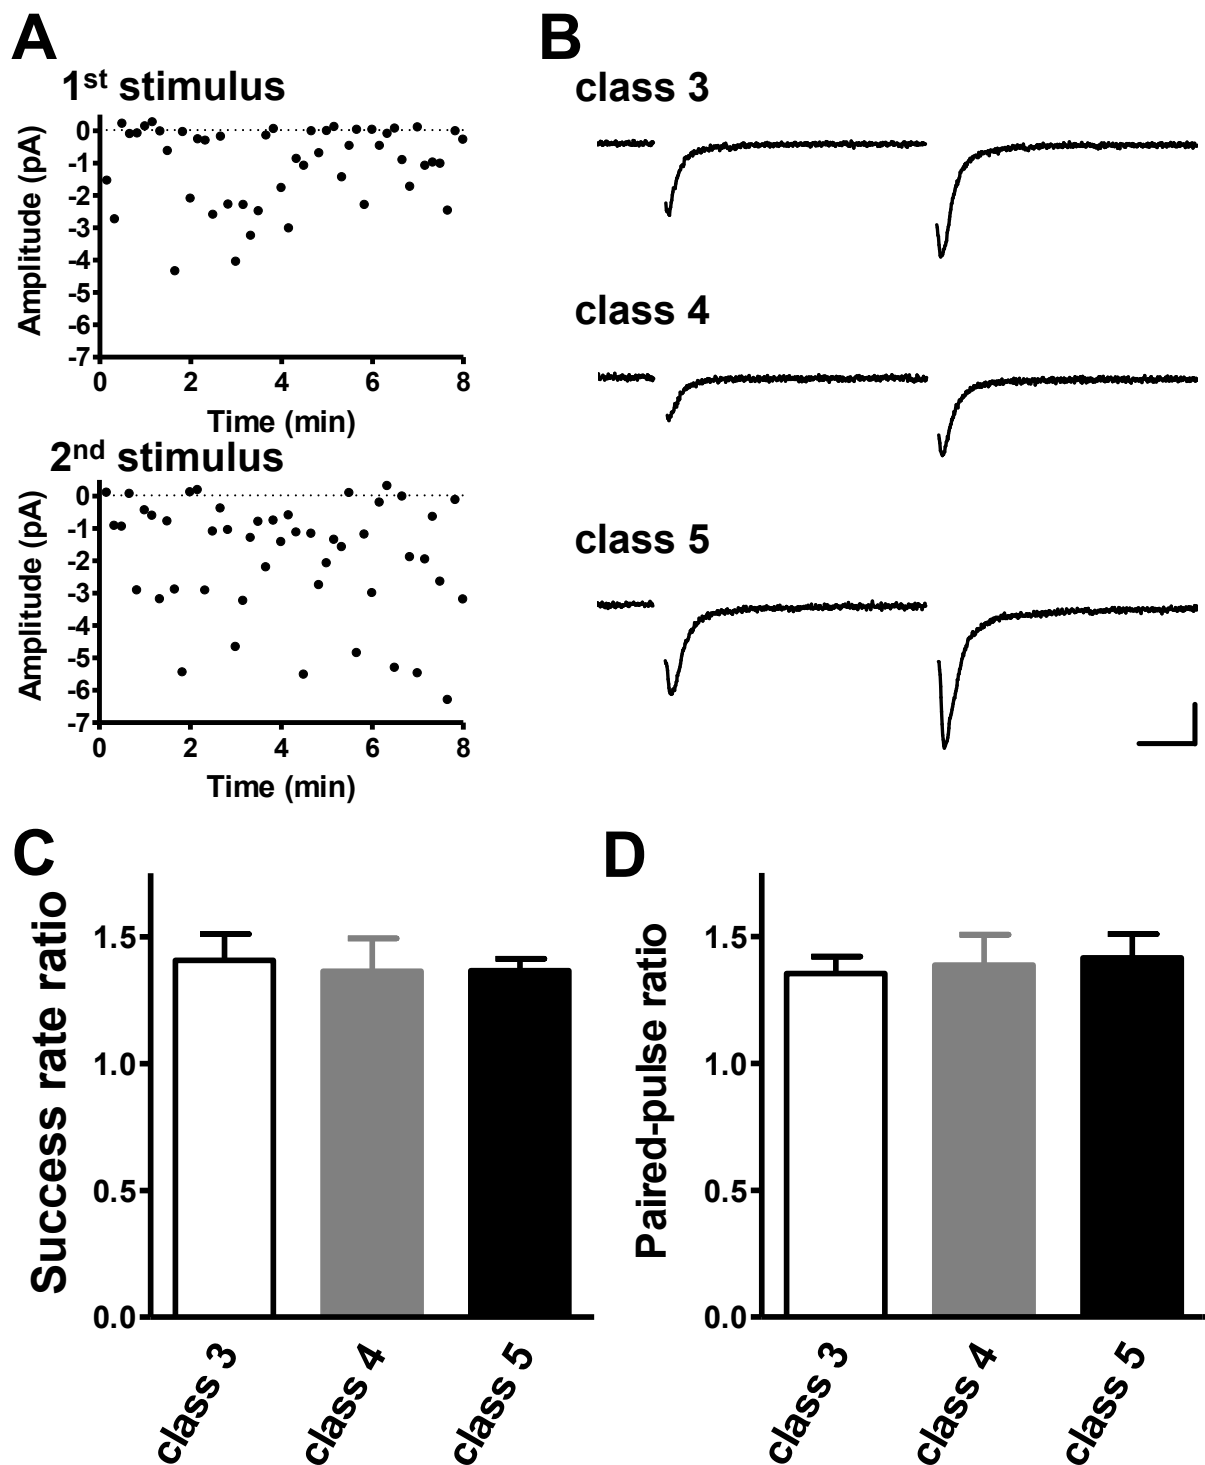 A
1st stimulus
Amplitude (pA)
0
-1
-2
-3
-4
-5
-6
-7
0 2 4 6 8
Time (min)
2nd stimulus
Amplitude (pA)
0
-1
-2
-3
-4
-5
-6
-7
0 2 4 6 8
Time (min)
B
class 3
class 4
class 5
C
Success rate ratio
1.5
1.0
0.5
0.0
class 3 class 4 class 5
D
Paired-pulse ratio
1.5
1.0
0.5
0.0
class 3 class 4 class 5